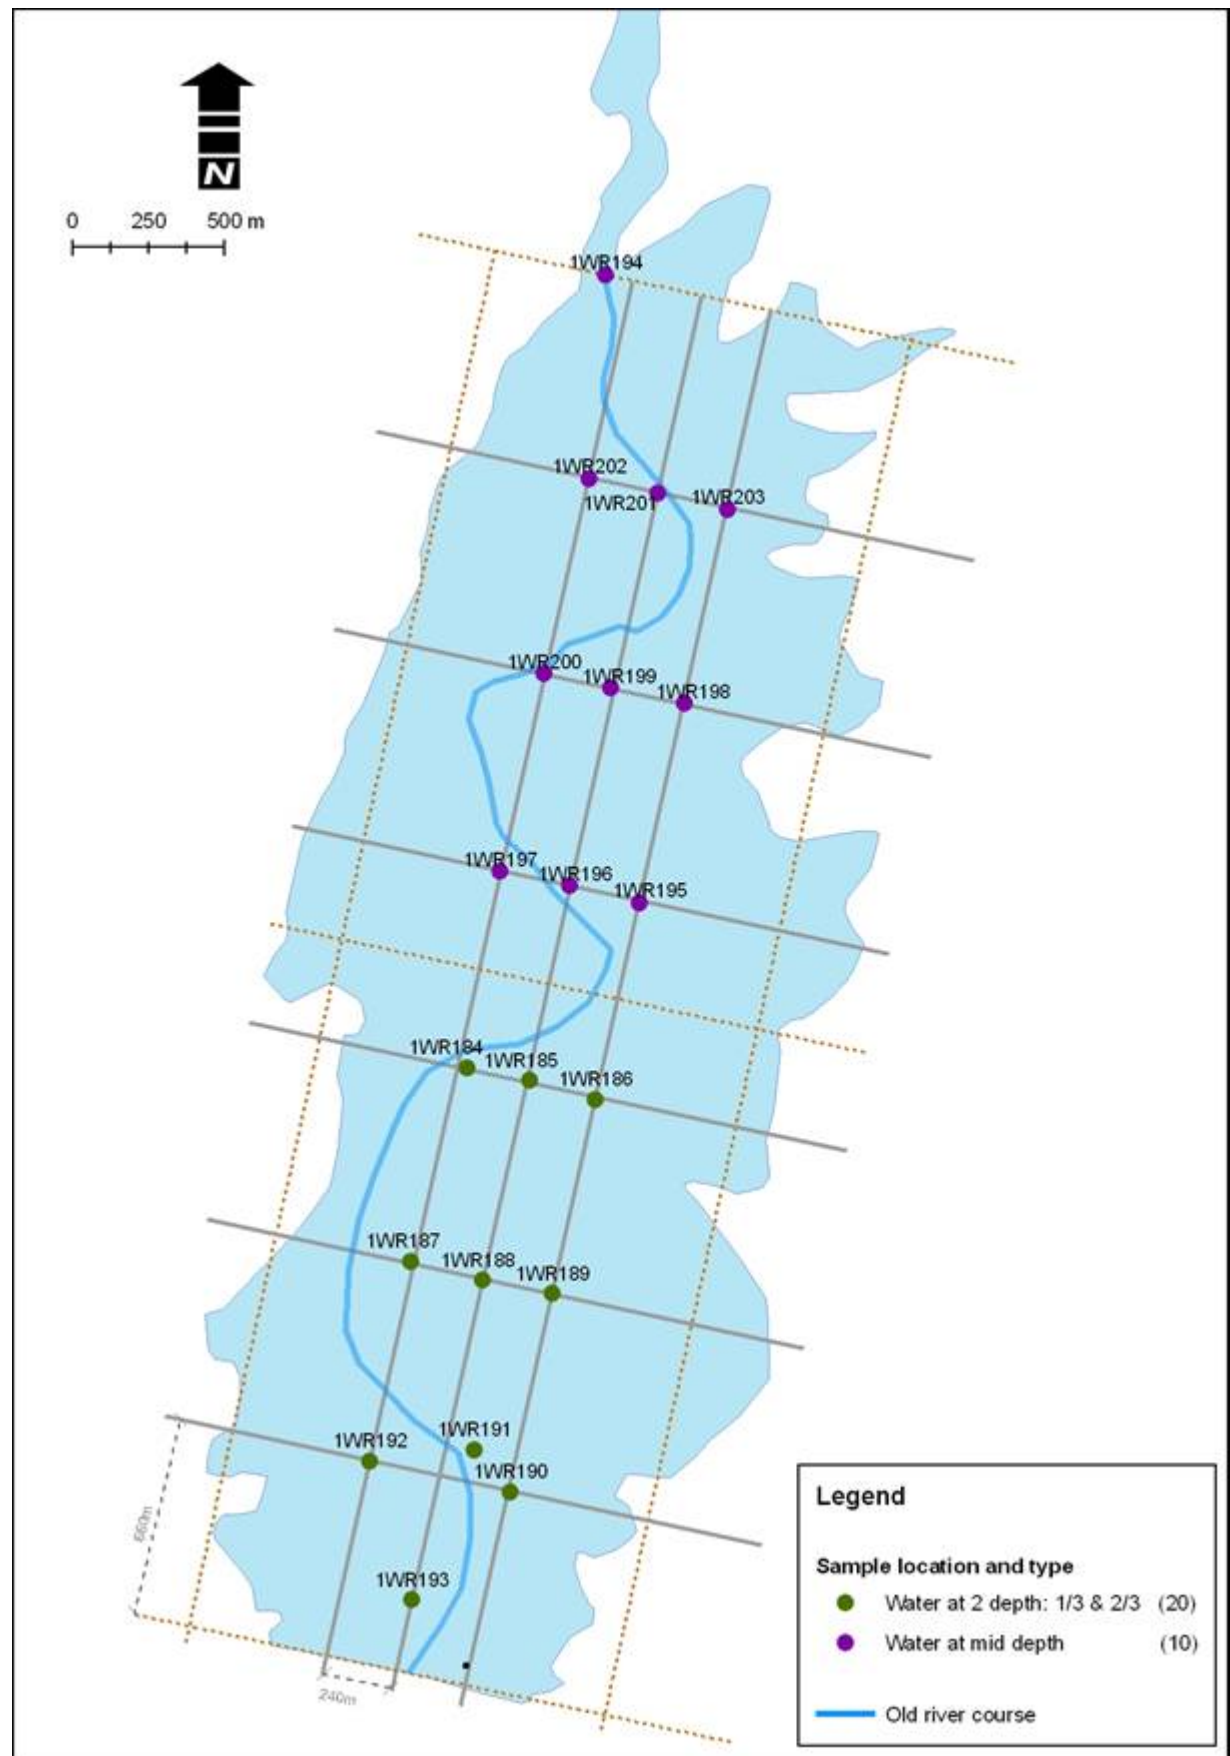 N
0 250 500 m
1WR194
1WR202
1WR201
1WR203
1WR200
1WR199
1WR198
1WR197
1WR196
1WR195
1WR184
1WR185
1WR186
1WR187
1WR188
1WR189
1WR191
1WR192
1WR190
1WR193
660m
240m
Legend
Sample location and type
Water at 2 depth: 1/3 & 2/3 (20)
Water at mid depth (10)
Old river course